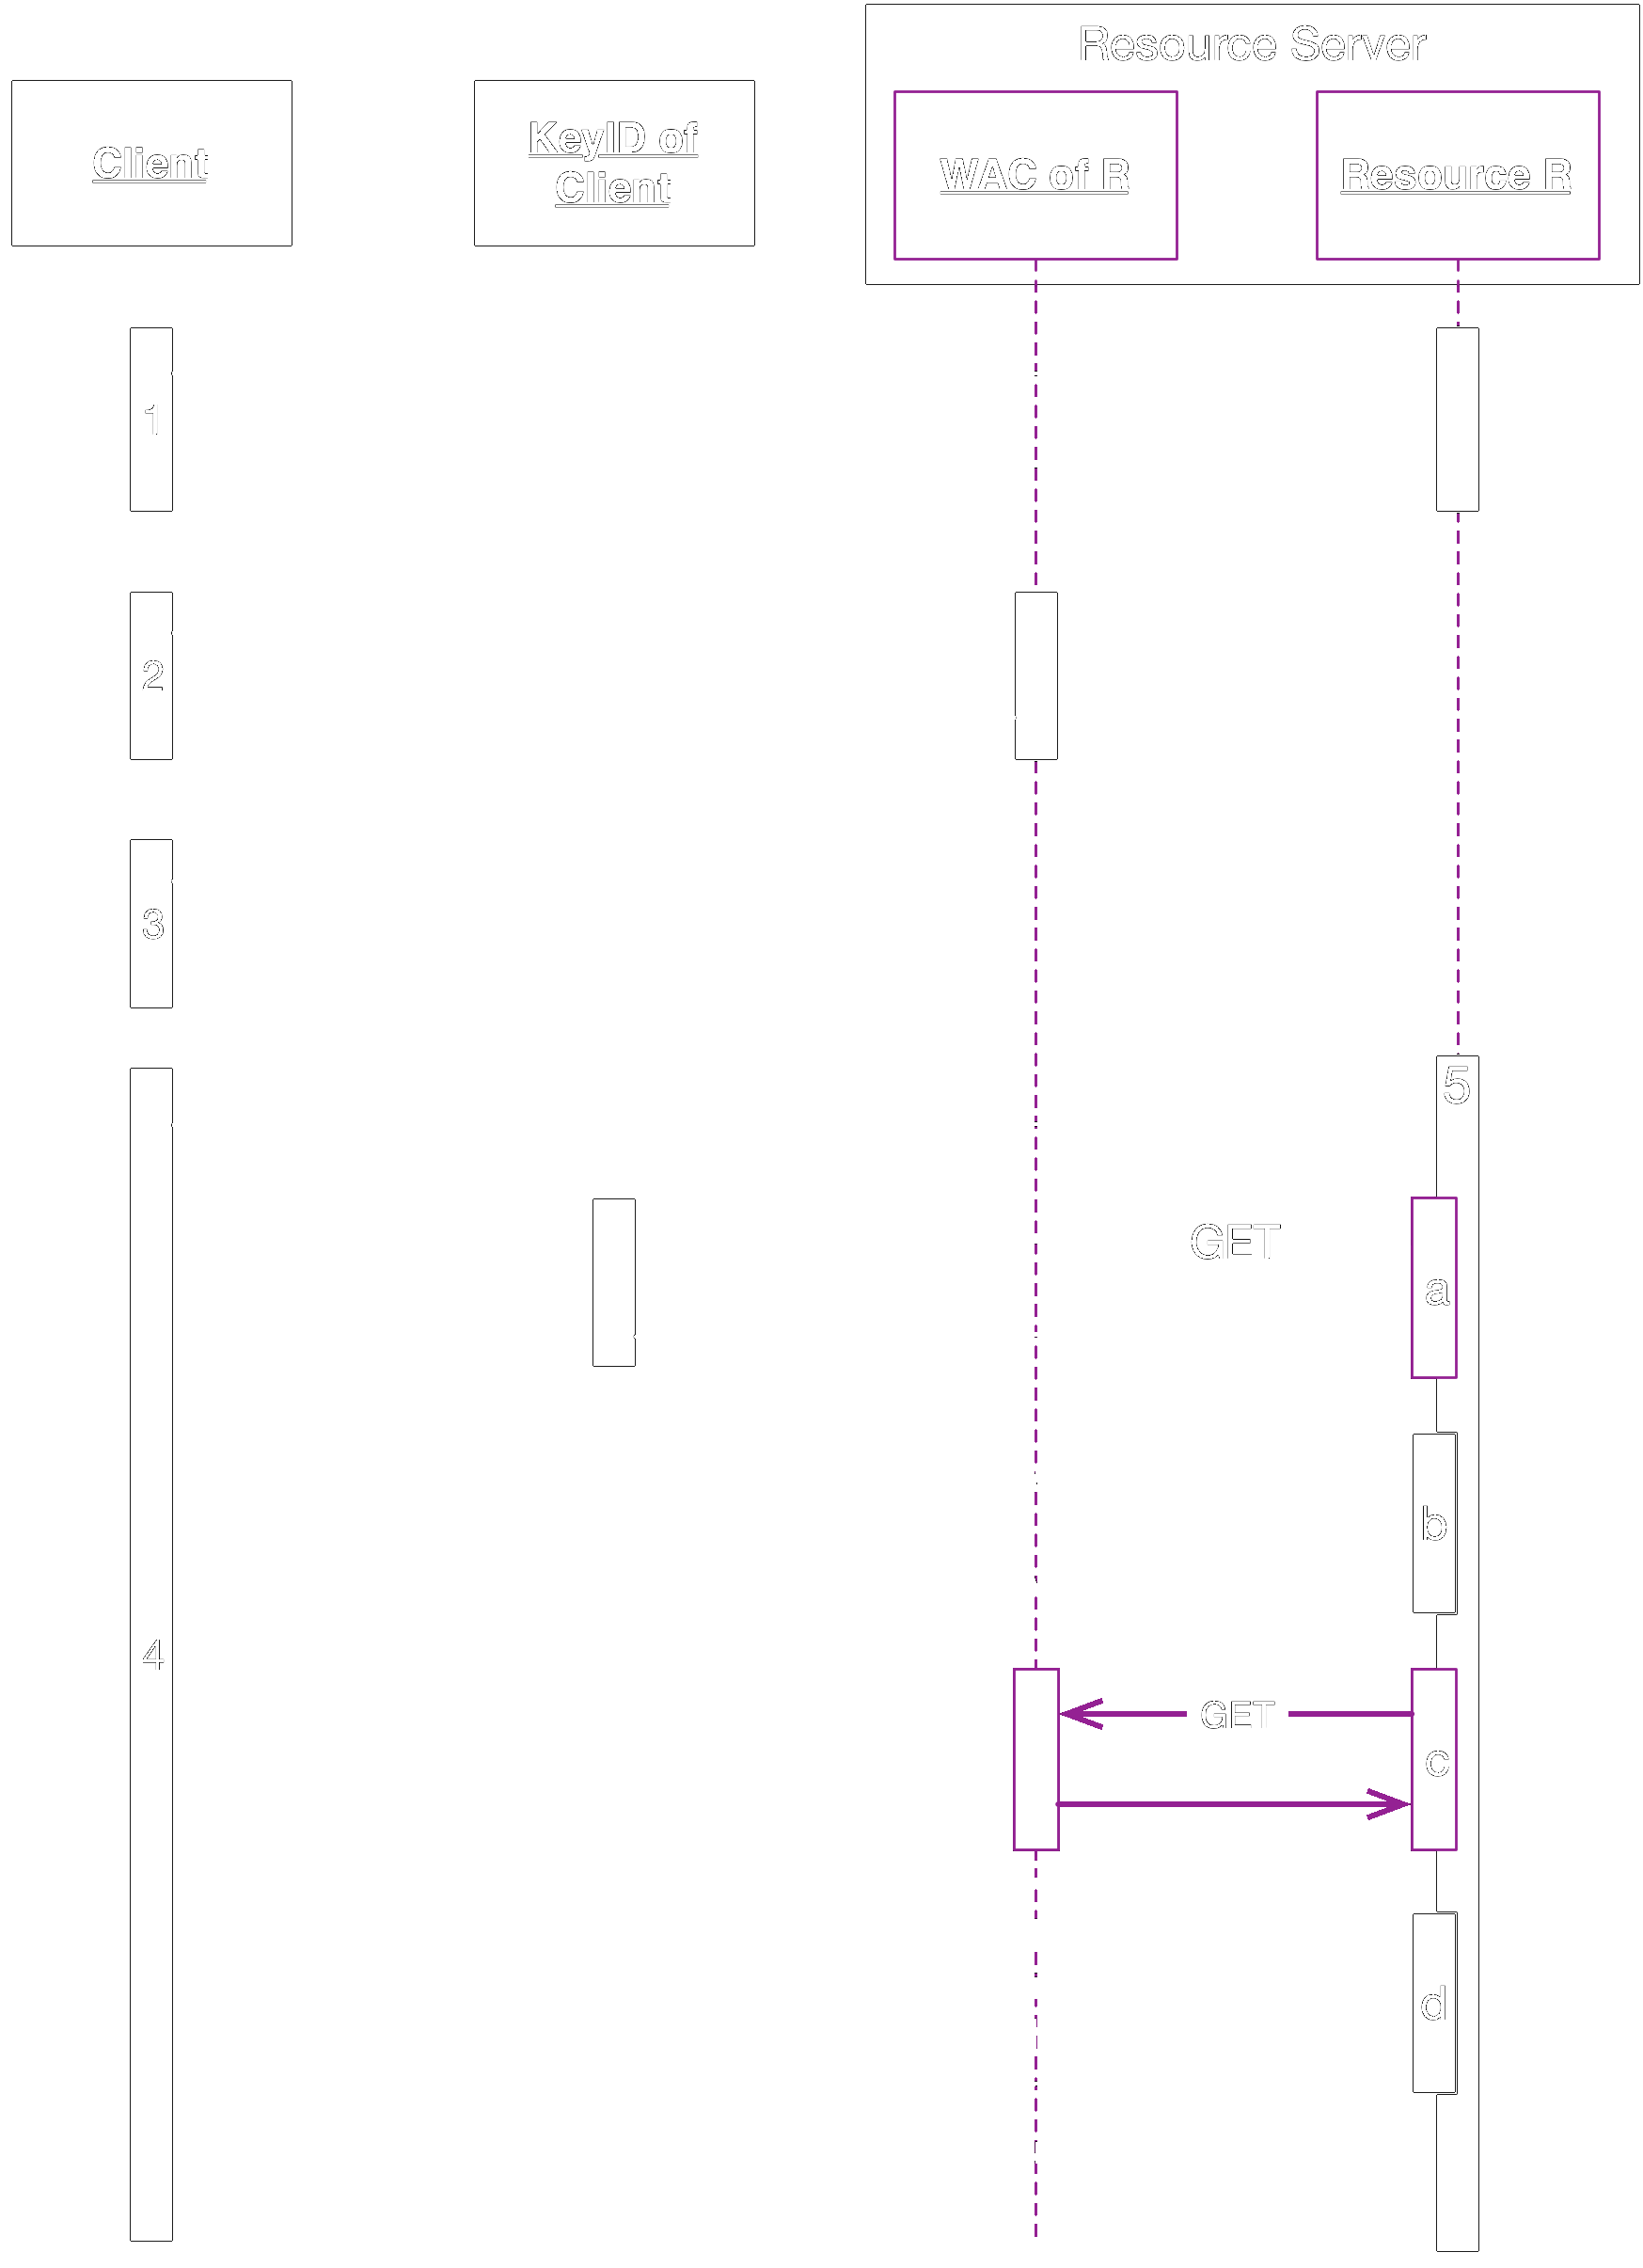 Resource Server
Client
KeyID of
Client
WAC of R
Resource R
1
2
3
5
GET
a
b
4
GET
c
d